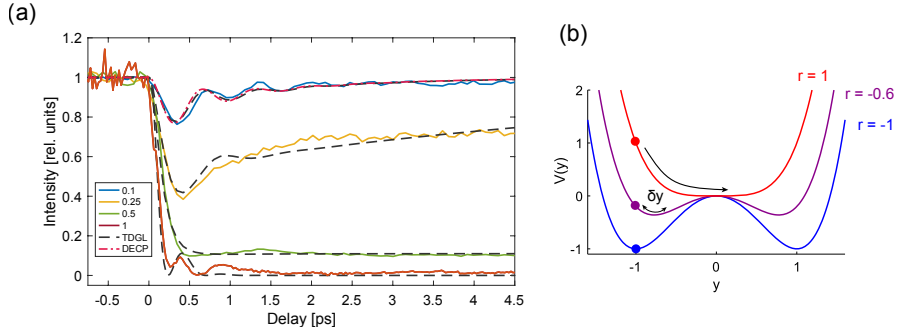 (a)
1.2
1
0.8
0.6
0.4
0.2
0
Intensity [rel. units]
0.1
0.25
0.5
1
TDGL
DECP
-0.5
0
0.5
1
1.5
2
2.5
3
3.5
4
4.5
Delay [ps]
(b)
r = 1
r = -0.6
r = -1
2
1
0
-1
V(y)
δy
-1
0
1
y